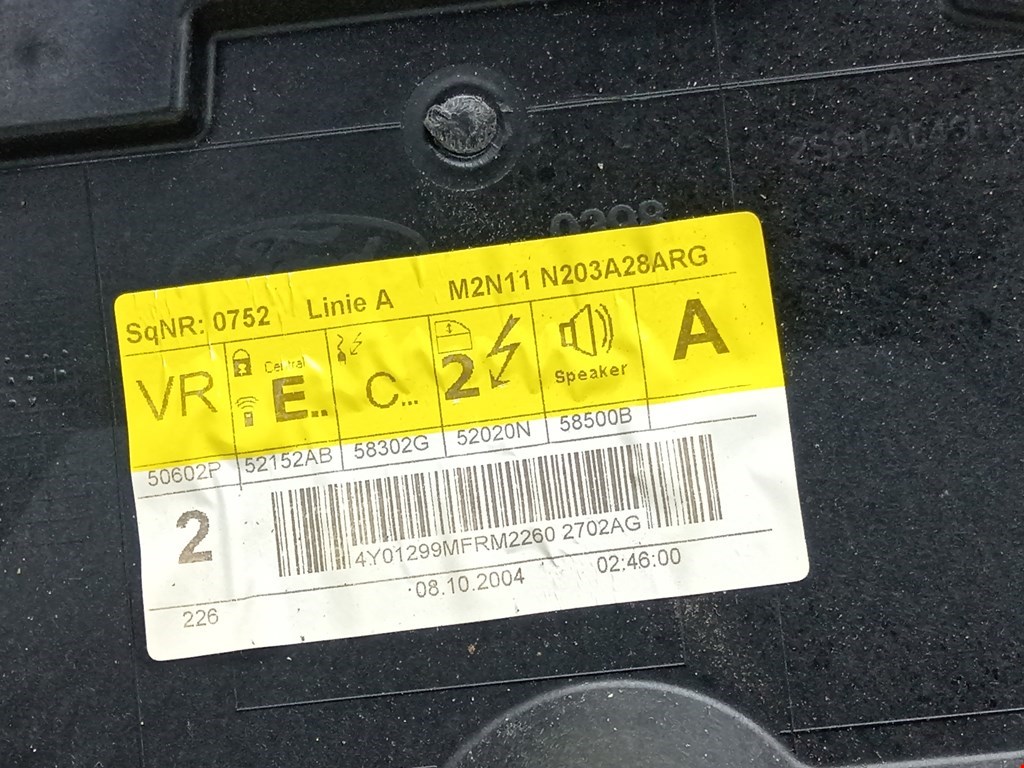 0298
SqNR: 0752 Linie A M2N11 N203A28ARG
VR Central E.. C... 2 Speaker A
50602P 52152AB 58302G 52020N 58500B
2
4Y01299MFRM2260 2702AG
226 08.10.2004 02:46:00